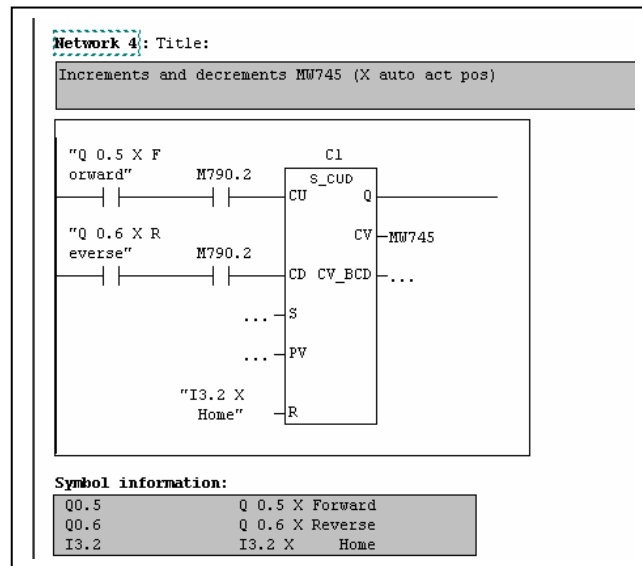 Network 4: Title:
Increments and decrements MW745 (X auto act pos)
"Q 0.5 X F
orward" M790.2 C1
S_CUD
CU Q
"Q 0.6 X R
everse" M790.2 CV MW745
CD CV_BCD ...
... S
... PV
"I3.2 X
Home" R
Symbol information:
Q0.5 Q 0.5 X Forward
Q0.6 Q 0.6 X Reverse
I3.2 I3.2 X Home